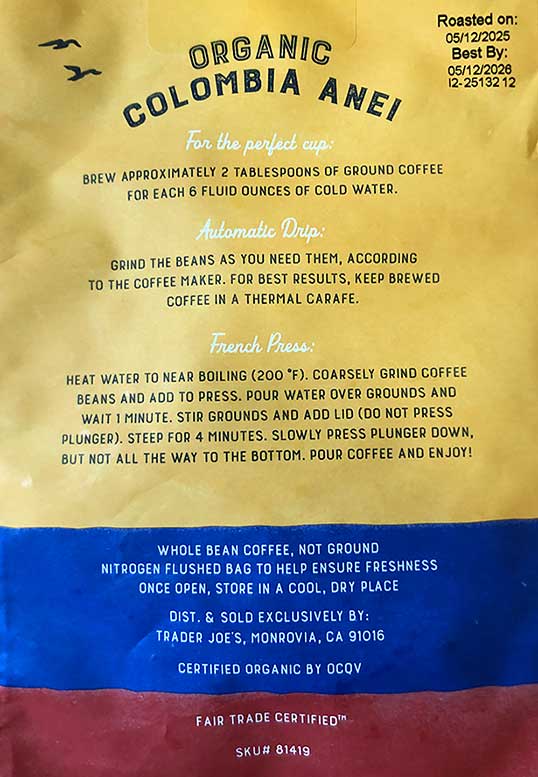 Roasted on:
05/12/2025
Best By:
05/12/2026
I2-25132 12
ORGANIC
COLOMBIA ANEI
For the perfect cup:
BREW APPROXIMATELY 2 TABLESPOONS OF GROUND COFFEE
FOR EACH 6 FLUID OUNCES OF COLD WATER.
Automatic Drip:
GRIND THE BEANS AS YOU NEED THEM, ACCORDING
TO THE COFFEE MAKER. FOR BEST RESULTS, KEEP BREWED
COFFEE IN A THERMAL CARAFE.
French Press:
HEAT WATER TO NEAR BOILING (200 °F). COARSELY GRIND COFFEE
BEANS AND ADD TO PRESS. POUR WATER OVER GROUNDS AND
WAIT 1 MINUTE. STIR GROUNDS AND ADD LID (DO NOT PRESS
PLUNGER). STEEP FOR 4 MINUTES. SLOWLY PRESS PLUNGER DOWN,
BUT NOT ALL THE WAY TO THE BOTTOM. POUR COFFEE AND ENJOY!
WHOLE BEAN COFFEE, NOT GROUND
NITROGEN FLUSHED BAG TO HELP ENSURE FRESHNESS
ONCE OPEN, STORE IN A COOL, DRY PLACE
DIST. & SOLD EXCLUSIVELY BY:
TRADER JOE'S, MONROVIA, CA 91016
CERTIFIED ORGANIC BY OCQV
FAIR TRADE CERTIFIED™
SKU# 81419